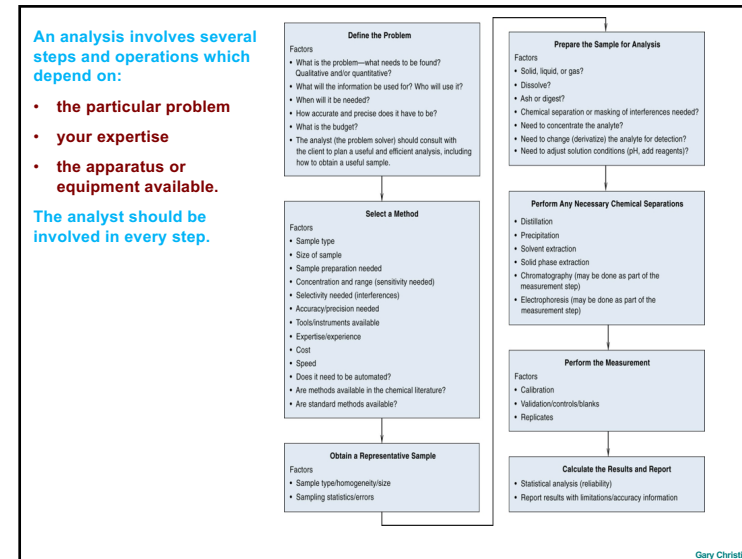 An analysis involves several
steps and operations which
depend on:
• the particular problem
• your expertise
• the apparatus or
equipment available.
The analyst should be
involved in every step.
Define the Problem
Factors
• What is the problem—what needs to be found?
Qualitative and/or quantitative?
• What will the information be used for? Who will use it?
• When will it be needed?
• How accurate and precise does it have to be?
• What is the budget?
• The analyst (the problem solver) should consult with
the client to plan a useful and efficient analysis, including
how to obtain a useful sample.
Select a Method
Factors
• Sample type
• Size of sample
• Sample preparation needed
• Concentration and range (sensitivity needed)
• Selectivity needed (interferences)
• Accuracy/precision needed
• Tools/instruments available
• Expertise/experience
• Cost
• Speed
• Does it need to be automated?
• Are methods available in the chemical literature?
• Are standard methods available?
Obtain a Representative Sample
Factors
• Sample type/homogeneity/size
• Sampling statistics/errors
Prepare the Sample for Analysis
Factors
• Solid, liquid, or gas?
• Dissolve?
• Ash or digest?
• Chemical separation or masking of interferences needed?
• Need to concentrate the analyte?
• Need to change (derivatize) the analyte for detection?
• Need to adjust solution conditions (pH, add reagents)?
Perform Any Necessary Chemical Separations
• Distillation
• Precipitation
• Solvent extraction
• Solid phase extraction
• Chromatography (may be done as part of the
measurement step)
• Electrophoresis (may be done as part of the
measurement step)
Perform the Measurement
Factors
• Calibration
• Validation/controls/blanks
• Replicates
Calculate the Results and Report
• Statistical analysis (reliability)
• Report results with limitations/accuracy information
Gary Christi